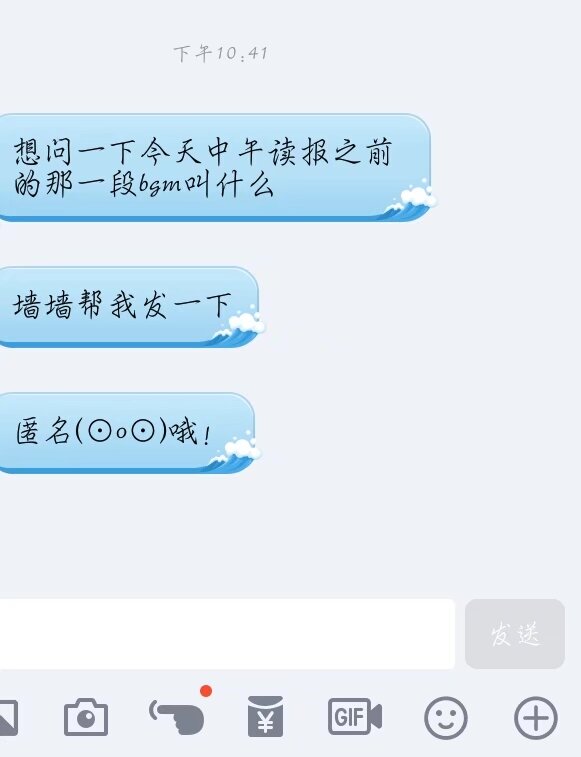 下午10:41
想问一下今天中午读报之前
的那一段bgm叫什么
墙墙帮我发一下
匿名(⊙o⊙)哦!
发送
GIF